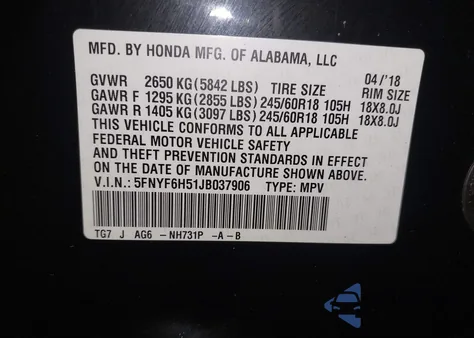 MFD. BY HONDA MFG. OF ALABAMA, LLC
04/'18
GVWR 2650 KG (5842 LBS) TIRE SIZE RIM SIZE
GAWR F 1295 KG (2855 LBS) 245/60R18 105H 18X8.0J
GAWR R 1405 KG (3097 LBS) 245/60R18 105H 18X8.0J
THIS VEHICLE CONFORMS TO ALL APPLICABLE
FEDERAL MOTOR VEHICLE SAFETY
AND THEFT PREVENTION STANDARDS IN EFFECT
ON THE DATE OF MANUFACTURE SHOWN ABOVE.
V.I.N.: 5FNYF6H51JB037906 TYPE: MPV
TG7 J AG6 - NH731P -A-B